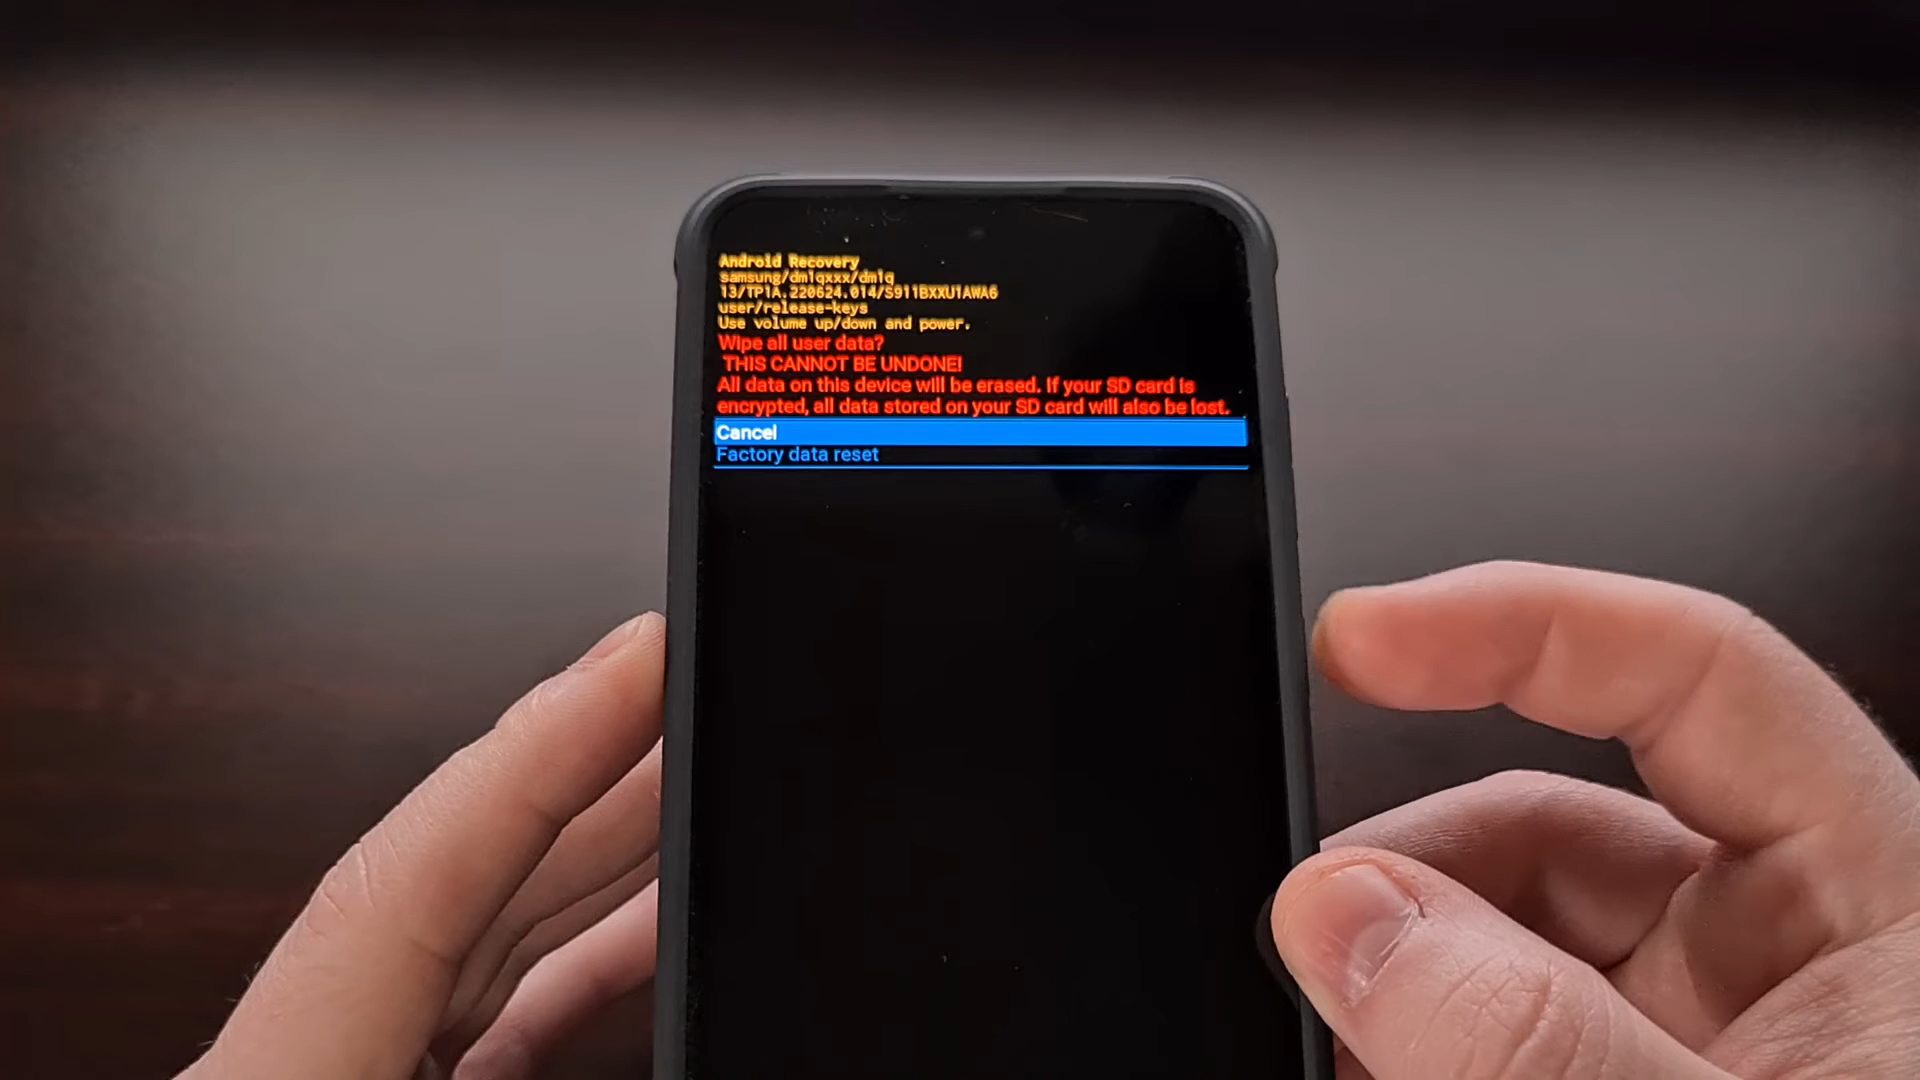 Android Recovery
samsung/dm1qxxx/dm1q
13/TP1A.220624.014/S911BXXU1AWA6
user/release-keys
Use volume up/down and power.
Wipe all user data?
THIS CANNOT BE UNDONE!
All data on this device will be erased. If your SD card is
encrypted, all data stored on your SD card will also be lost.
Cancel
Factory data reset